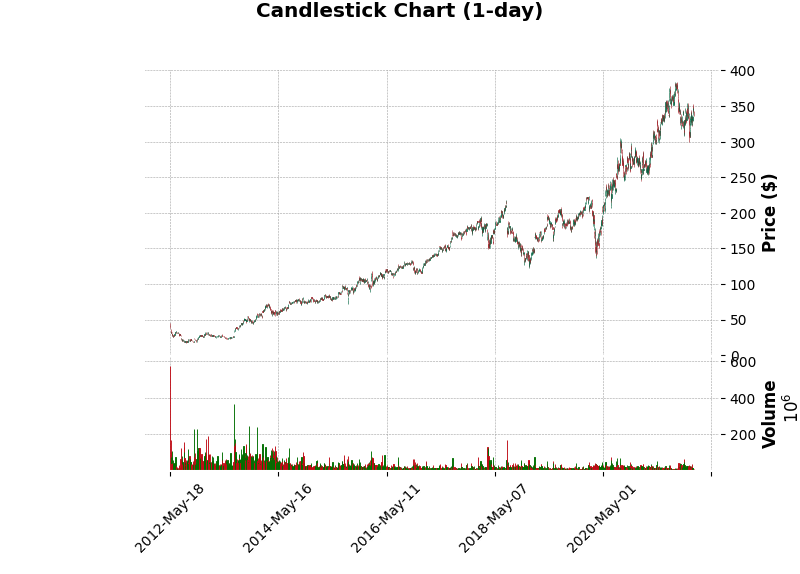 Candlestick Chart (1-day)
400
350
300
250
200
150
100
50
0
Price ($)
600
400
200
Volume
10^6
2012-May-18
2014-May-16
2016-May-11
2018-May-07
2020-May-01